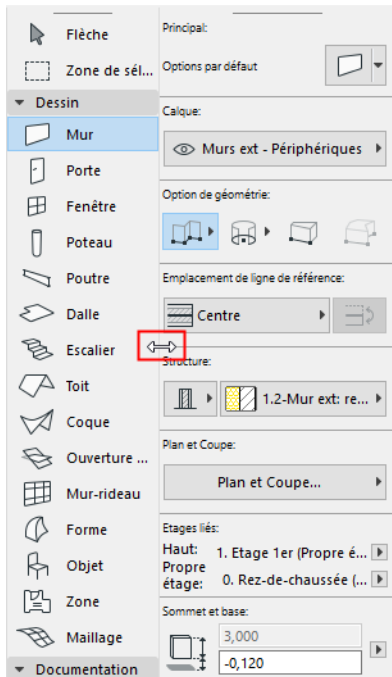 Flèche
Zone de sél...
Dessin
Mur
Porte
Fenêtre
Poteau
Poutre
Dalle
Escalier
Toit
Coque
Ouverture ...
Mur-rideau
Forme
Objet
Zone
Maillage
Documentation
Principal:
Options par défaut
Calque:
Murs ext - Périphériques
Option de géométrie:
Emplacement de ligne de référence:
Centre
Structure:
1.2-Mur ext: re...
Plan et Coupe:
Plan et Coupe...
Etages liés:
Haut: 1. Etage 1er (Propre é...
Propre
étage: 0. Rez-de-chaussée (...
Sommet et base:
3,000
-0,120